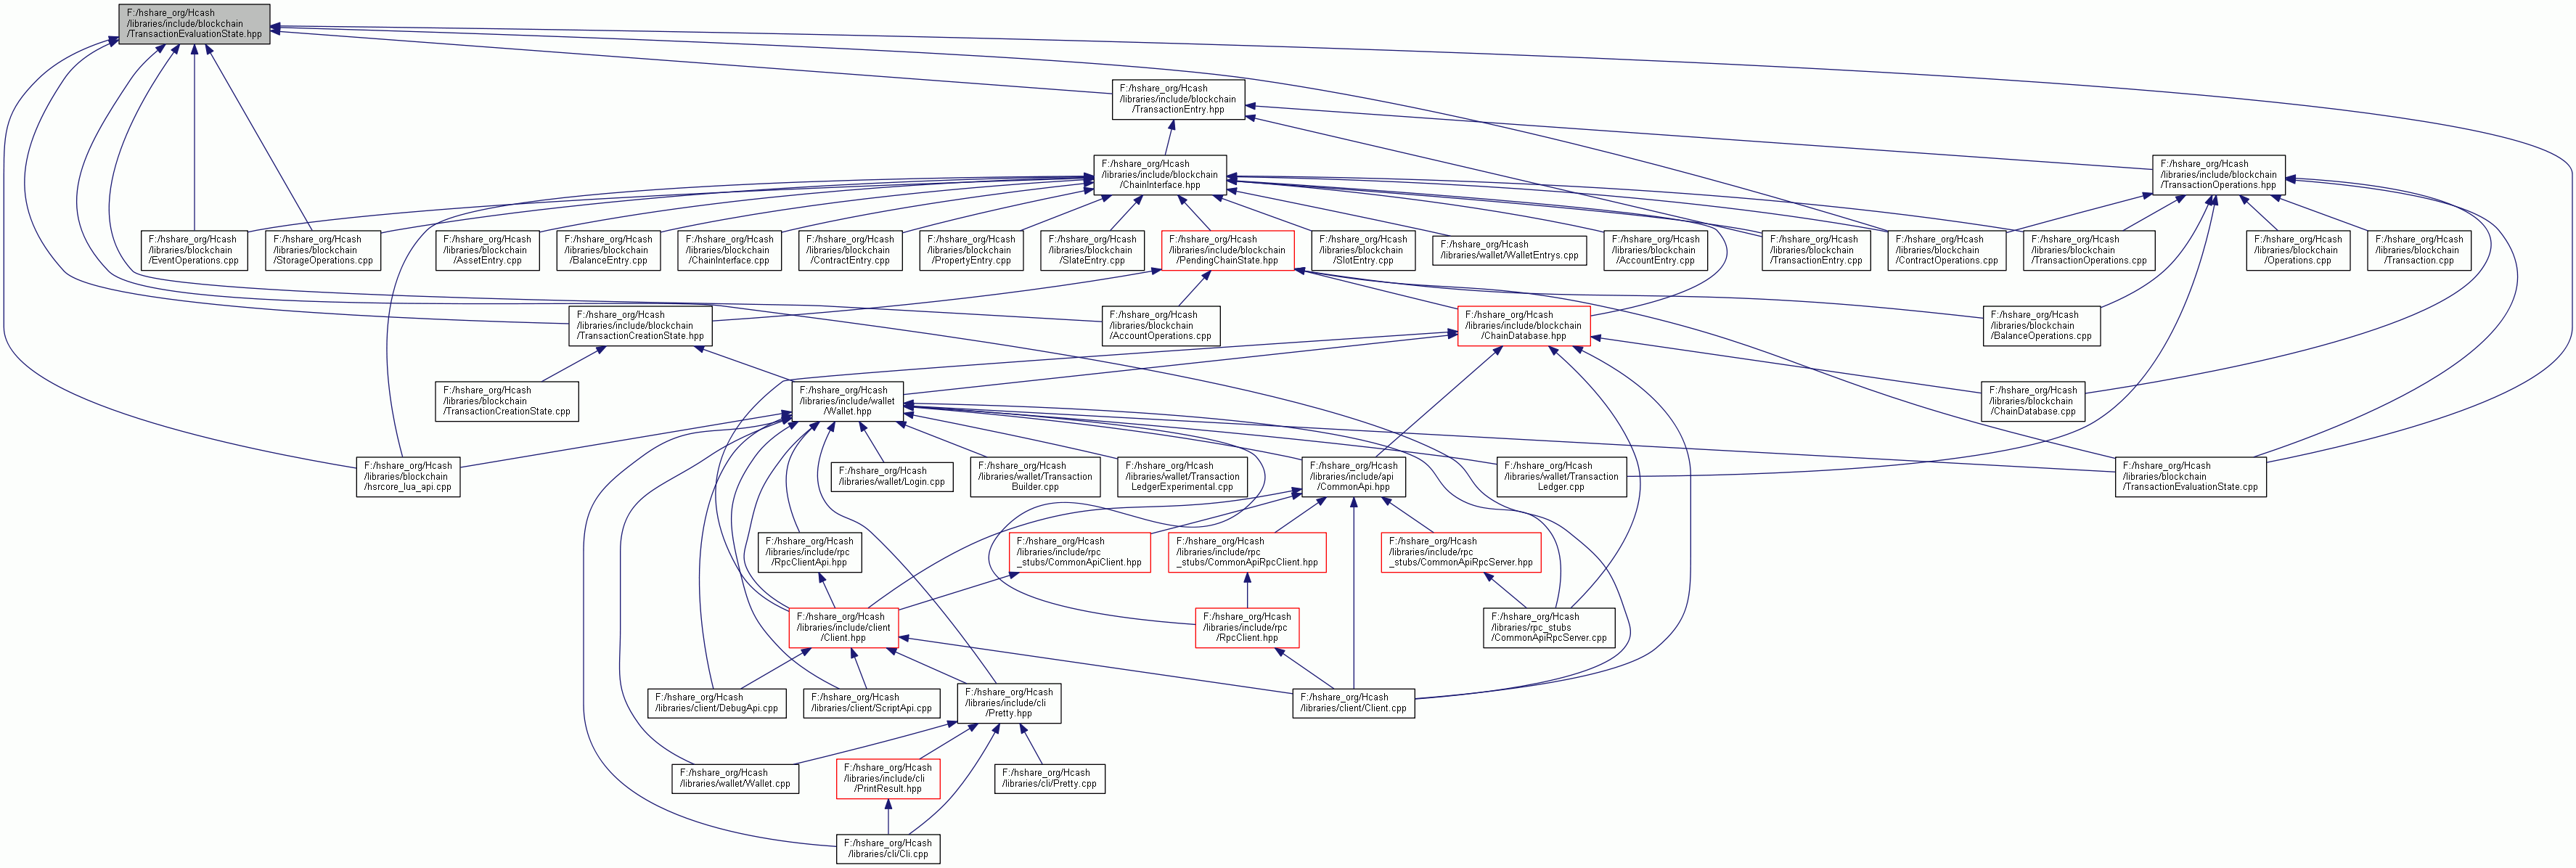 F:/hshare_org/Hcash
/libraries/include/blockchain
/TransactionEvaluationState.hpp
F:/hshare_org/Hcash
/libraries/include/blockchain
/TransactionEntry.hpp
F:/hshare_org/Hcash
/libraries/include/blockchain
/ChainInterface.hpp
F:/hshare_org/Hcash
/libraries/include/blockchain
/TransactionOperations.hpp
F:/hshare_org/Hcash
/libraries/blockchain
/EventOperations.cpp
F:/hshare_org/Hcash
/libraries/blockchain
/StorageOperations.cpp
F:/hshare_org/Hcash
/libraries/blockchain
/AssetEntry.cpp
F:/hshare_org/Hcash
/libraries/blockchain
/BalanceEntry.cpp
F:/hshare_org/Hcash
/libraries/blockchain
/ChainInterface.cpp
F:/hshare_org/Hcash
/libraries/blockchain
/ContractEntry.cpp
F:/hshare_org/Hcash
/libraries/blockchain
/PropertyEntry.cpp
F:/hshare_org/Hcash
/libraries/blockchain
/SlateEntry.cpp
F:/hshare_org/Hcash
/libraries/include/blockchain
/PendingChainState.hpp
F:/hshare_org/Hcash
/libraries/blockchain
/SlotEntry.cpp
F:/hshare_org/Hcash
/libraries/wallet/WalletEntrys.cpp
F:/hshare_org/Hcash
/libraries/blockchain
/AccountEntry.cpp
F:/hshare_org/Hcash
/libraries/blockchain
/TransactionEntry.cpp
F:/hshare_org/Hcash
/libraries/blockchain
/ContractOperations.cpp
F:/hshare_org/Hcash
/libraries/blockchain
/TransactionOperations.cpp
F:/hshare_org/Hcash
/libraries/blockchain
/Operations.cpp
F:/hshare_org/Hcash
/libraries/blockchain
/Transaction.cpp
F:/hshare_org/Hcash
/libraries/include/blockchain
/TransactionCreationState.hpp
F:/hshare_org/Hcash
/libraries/blockchain
/AccountOperations.cpp
F:/hshare_org/Hcash
/libraries/include/blockchain
/ChainDatabase.hpp
F:/hshare_org/Hcash
/libraries/blockchain
/BalanceOperations.cpp
F:/hshare_org/Hcash
/libraries/blockchain
/TransactionCreationState.cpp
F:/hshare_org/Hcash
/libraries/include/wallet
/Wallet.hpp
F:/hshare_org/Hcash
/libraries/blockchain
/ChainDatabase.cpp
F:/hshare_org/Hcash
/libraries/blockchain
/hsrcore_lua_api.cpp
F:/hshare_org/Hcash
/libraries/wallet/Login.cpp
F:/hshare_org/Hcash
/libraries/wallet/Transaction
Builder.cpp
F:/hshare_org/Hcash
/libraries/wallet/Transaction
LedgerExperimental.cpp
F:/hshare_org/Hcash
/libraries/include/api
/CommonApi.hpp
F:/hshare_org/Hcash
/libraries/wallet/Transaction
Ledger.cpp
F:/hshare_org/Hcash
/libraries/blockchain
/TransactionEvaluationState.cpp
F:/hshare_org/Hcash
/libraries/include/rpc
/RpcClientApi.hpp
F:/hshare_org/Hcash
/libraries/include/rpc
_stubs/CommonApiClient.hpp
F:/hshare_org/Hcash
/libraries/include/rpc
_stubs/CommonApiRpcClient.hpp
F:/hshare_org/Hcash
/libraries/include/rpc
_stubs/CommonApiRpcServer.hpp
F:/hshare_org/Hcash
/libraries/include/client
/Client.hpp
F:/hshare_org/Hcash
/libraries/include/rpc
/RpcClient.hpp
F:/hshare_org/Hcash
/libraries/rpc_stubs
/CommonApiRpcServer.cpp
F:/hshare_org/Hcash
/libraries/client/DebugApi.cpp
F:/hshare_org/Hcash
/libraries/client/ScriptApi.cpp
F:/hshare_org/Hcash
/libraries/include/cli
/Pretty.hpp
F:/hshare_org/Hcash
/libraries/client/Client.cpp
F:/hshare_org/Hcash
/libraries/wallet/Wallet.cpp
F:/hshare_org/Hcash
/libraries/include/cli
/PrintResult.hpp
F:/hshare_org/Hcash
/libraries/cli/Pretty.cpp
F:/hshare_org/Hcash
/libraries/cli/Cli.cpp